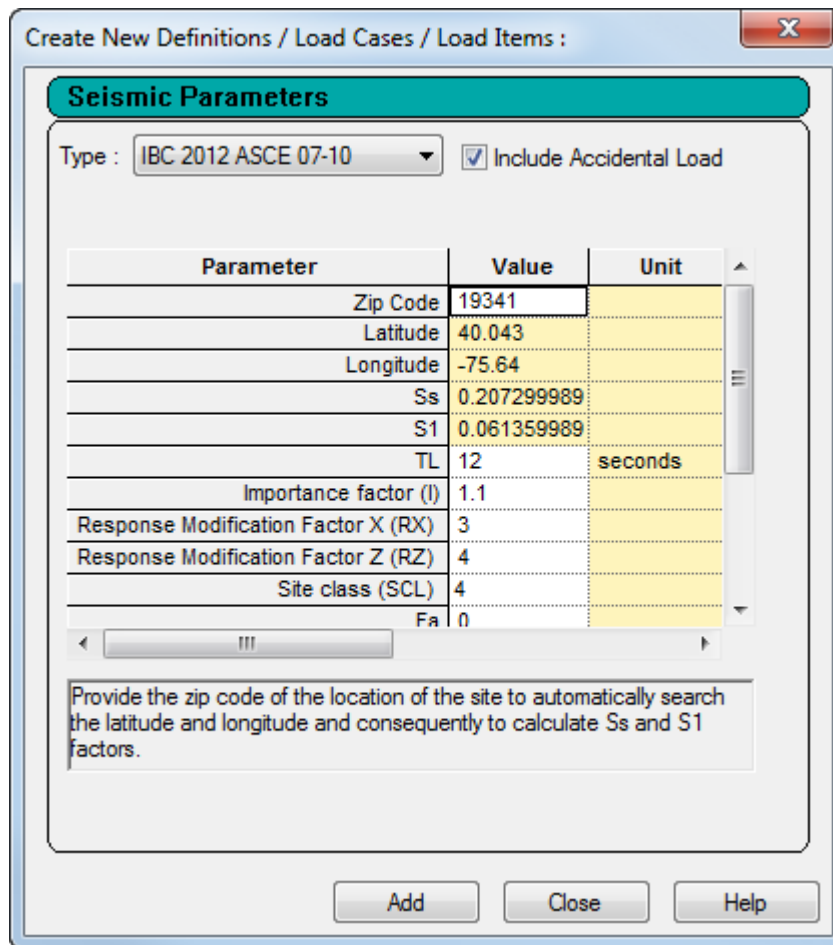 Create New Definitions / Load Cases / Load Items :
Seismic Parameters
Type : IBC 2012 ASCE 07-10 Include Accidental Load
Parameter Value Unit
Zip Code 19341
Latitude 40.043
Longitude -75.64
Ss 0.207299989
S1 0.061359989
TL 12 seconds
Importance factor (I) 1.1
Response Modification Factor X (RX) 3
Response Modification Factor Z (RZ) 4
Site class (SCL) 4
Fa 0
Provide the zip code of the location of the site to automatically search
the latitude and longitude and consequently to calculate Ss and S1
factors.
Add Close Help